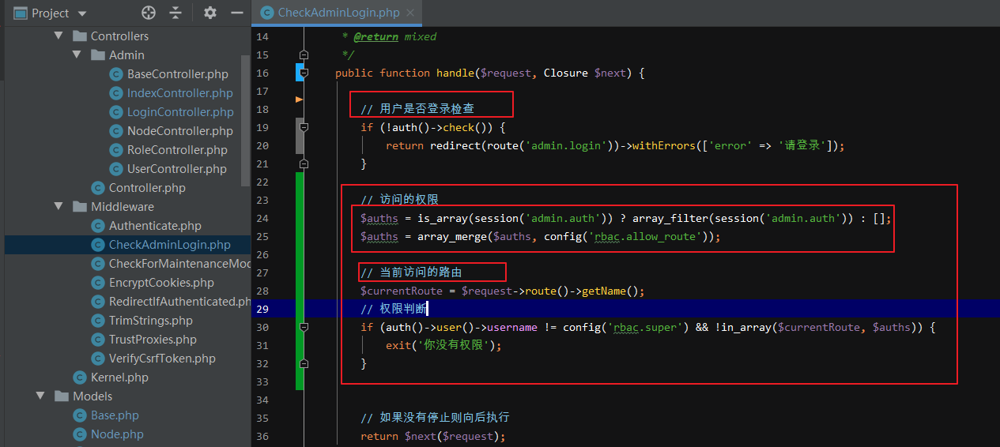 Project
CheckAdminLogin.php
Controllers
Admin
BaseController.php
IndexController.php
LoginController.php
NodeController.php
RoleController.php
UserController.php
Controller.php
Middleware
Authenticate.php
CheckAdminLogin.php
CheckForMaintenanceMod
EncryptCookies.php
RedirectIfAuthenticated.ph
TrimStrings.php
TrustProxies.php
VerifyCsrfToken.php
Kernel.php
Models
Base.php
Node.php
14 * @return mixed
15 */
16 public function handle($request, Closure $next) {
17
18 // 用户是否登录检查
19 if (!auth()->check()) {
20 return redirect(route('admin.login'))->withErrors(['error' => '请登录']);
21 }
22
23 // 访问的权限
24 $auths = is_array(session('admin.auth')) ? array_filter(session('admin.auth')) : [];
25 $auths = array_merge($auths, config('rbac.allow_route'));
26
27 // 当前访问的路由
28 $currentRoute = $request->route()->getName();
29 // 权限判断
30 if (auth()->user()->username != config('rbac.super') && !in_array($currentRoute, $auths)) {
31 exit('你没有权限');
32 }
33
34
35 // 如果没有停止则向后执行
36 return $next($request);